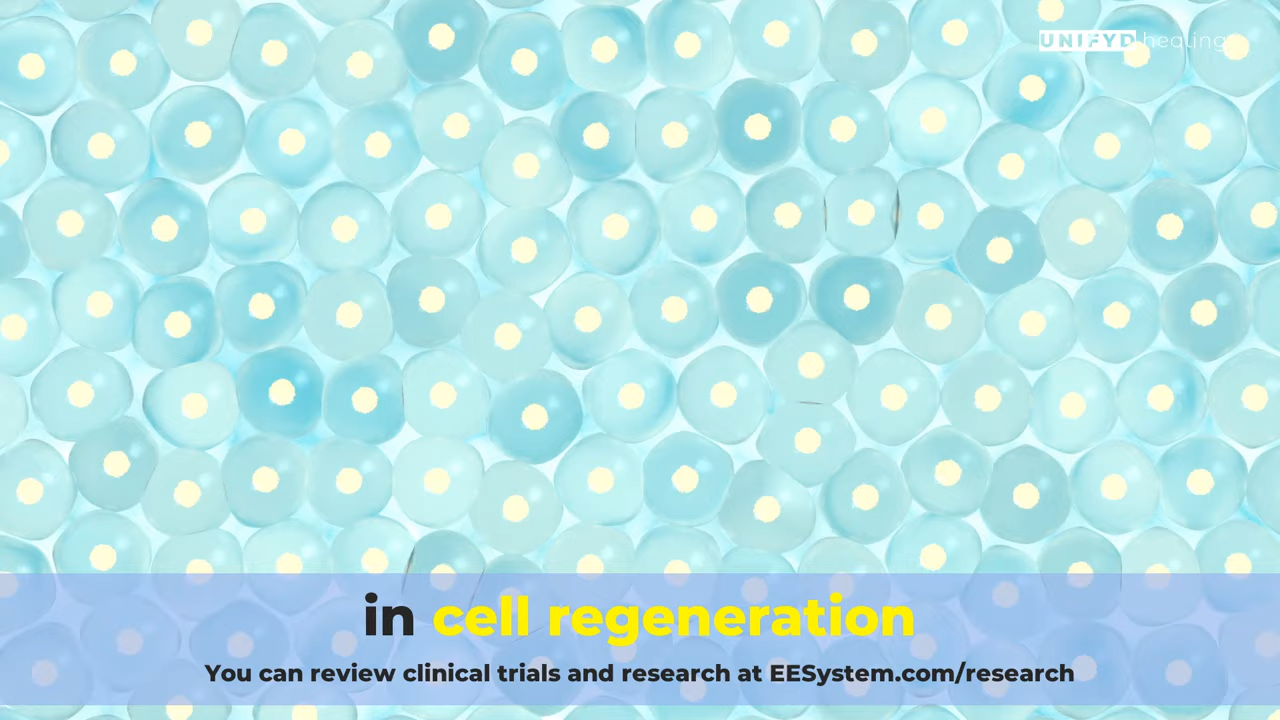 UNIFYD healing
in cell regeneration
You can review clinical trials and research at EESystem.com/research